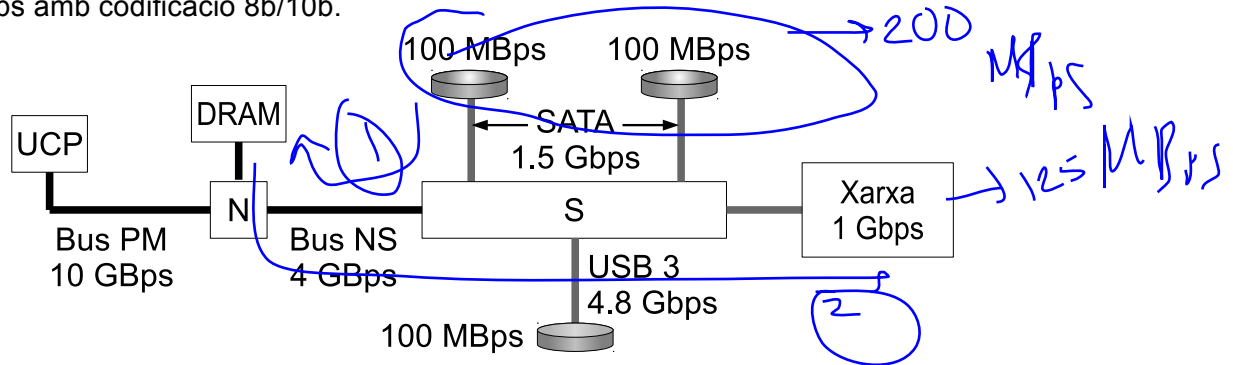 ps amb codificació 8b/10b.
100 MBps 100 MBps → 200
MB/ps
DRAM
UCP
1
SATA
1.5 Gbps
→ 125 MBps
N
S
Xarxa
1 Gbps
Bus PM
10 GBps
Bus NS
4 GBps
USB 3
4.8 Gbps
2
100 MBps